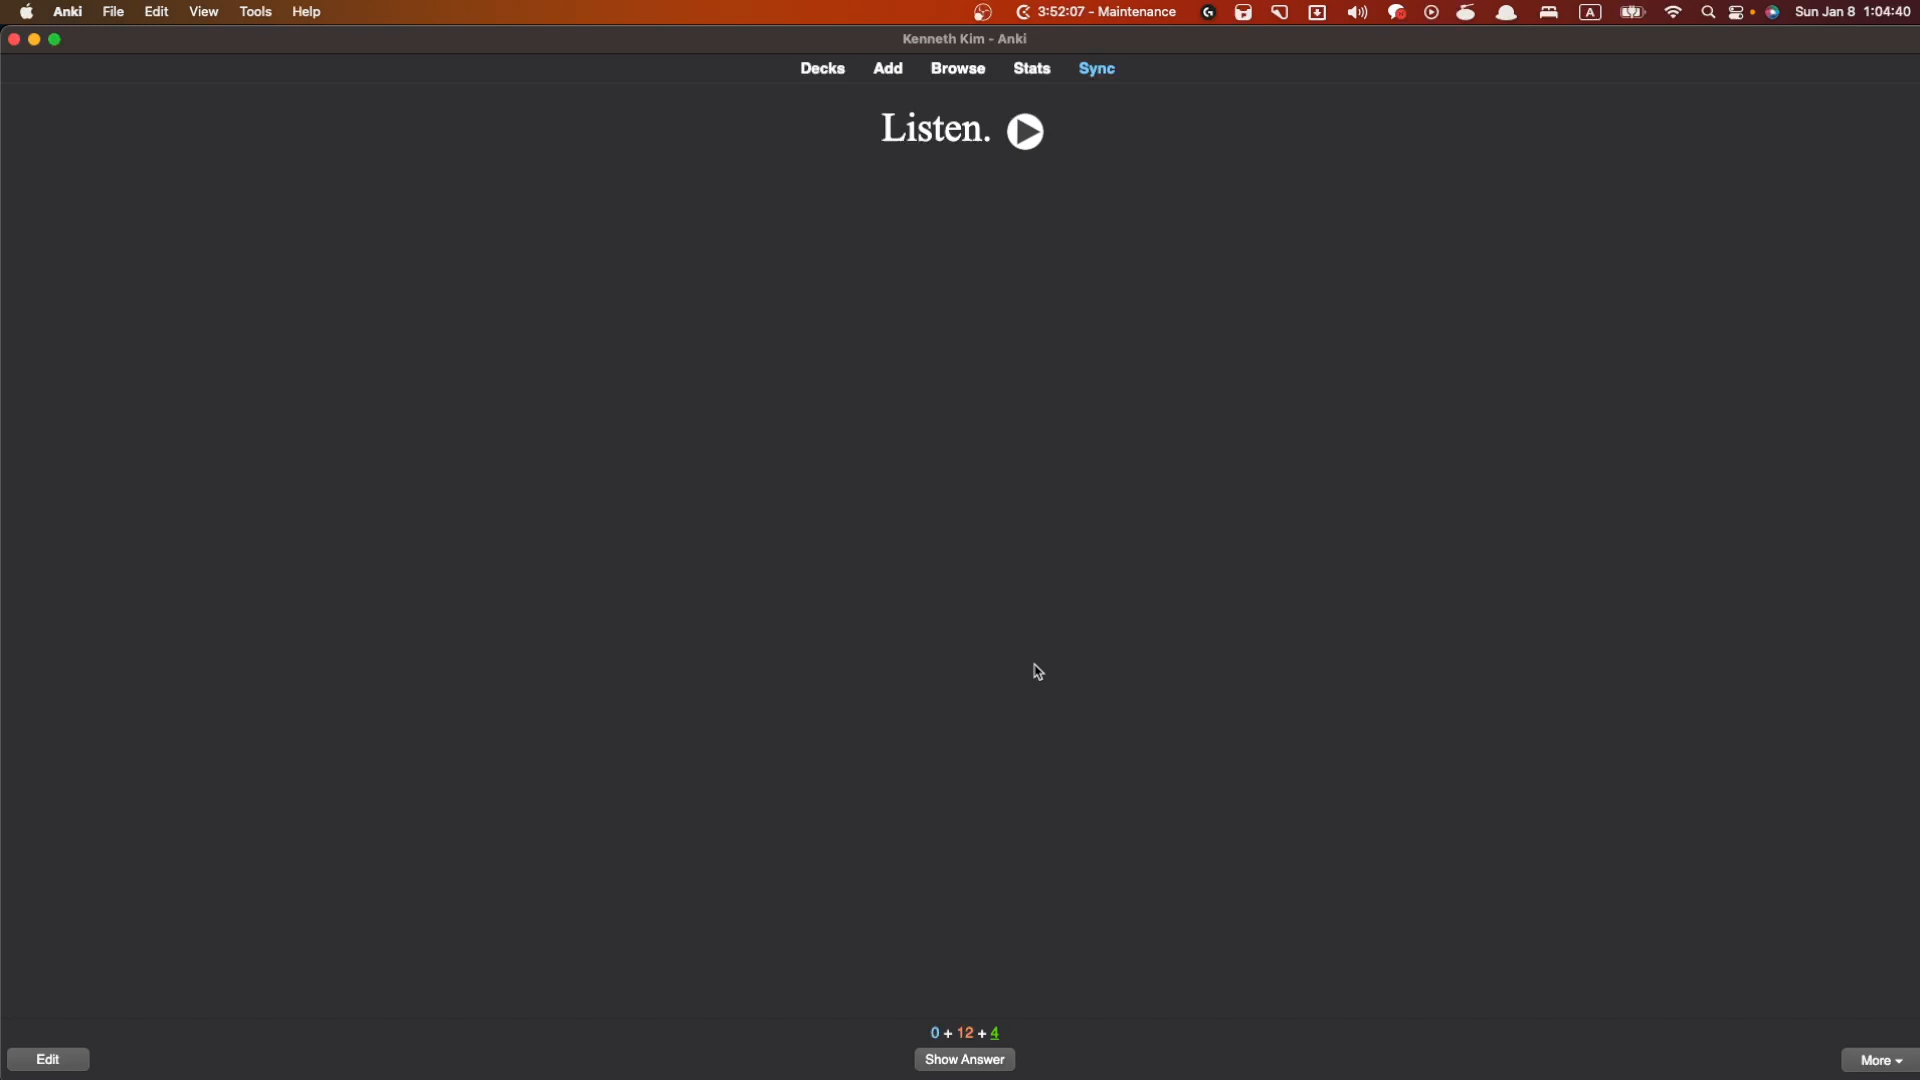 Anki File Edit View Tools Help 3:52:07 - Maintenance A Sun Jan 8 1:04:40
Kenneth Kim - Anki
Decks Add Browse Stats Sync
Listen.
0 + 12 + 4
Edit Show Answer More